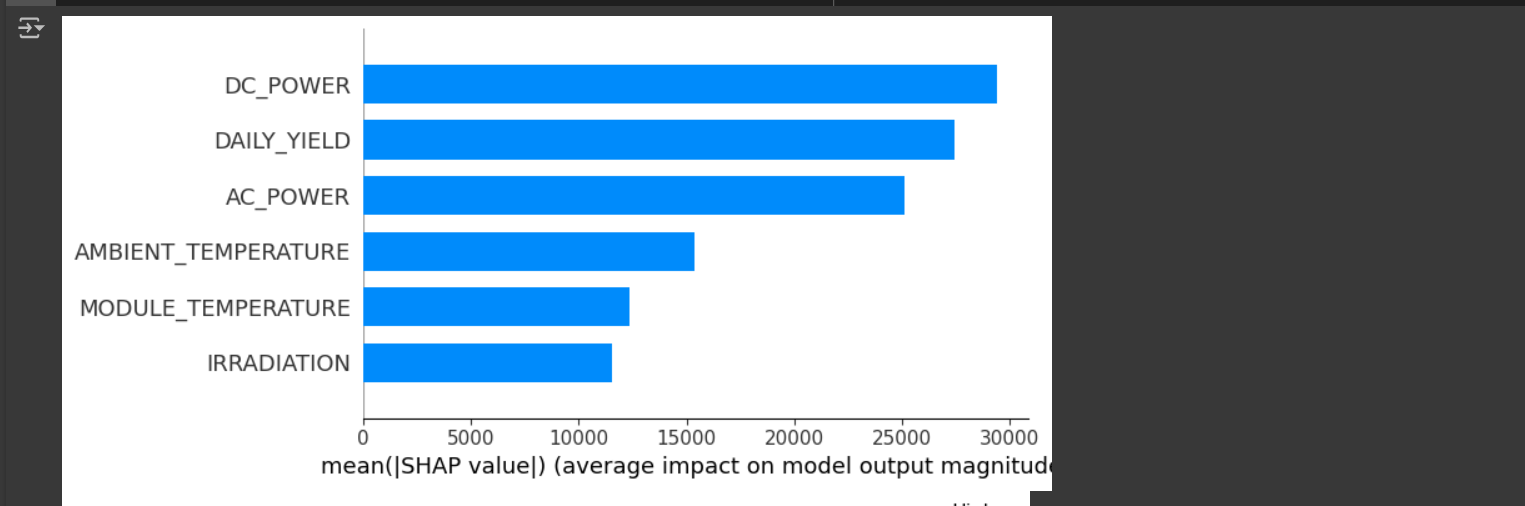 DC_POWER
DAILY_YIELD
AC_POWER
AMBIENT_TEMPERATURE
MODULE_TEMPERATURE
IRRADIATION
0 5000 10000 15000 20000 25000 30000
mean(|SHAP value|) (average impact on model output magnitude